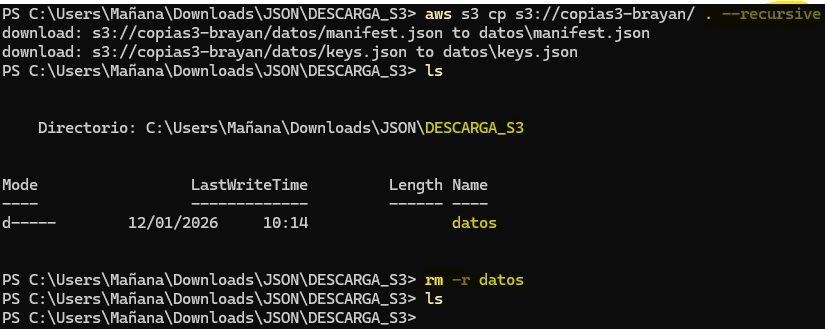 PS C:\Users\Mañana\Downloads\JSON\DESCARGA_S3> aws s3 cp s3://copias3-brayan/ . --recursive
download: s3://copias3-brayan/datos/manifest.json to datos\manifest.json
download: s3://copias3-brayan/datos/keys.json to datos\keys.json
PS C:\Users\Mañana\Downloads\JSON\DESCARGA_S3> ls
Directorio: C:\Users\Mañana\Downloads\JSON\DESCARGA_S3
Mode LastWriteTime Length Name
---- ------------- ------ ----
d----- 12/01/2026 10:14 datos
PS C:\Users\Mañana\Downloads\JSON\DESCARGA_S3> rm -r datos
PS C:\Users\Mañana\Downloads\JSON\DESCARGA_S3> ls
PS C:\Users\Mañana\Downloads\JSON\DESCARGA_S3>